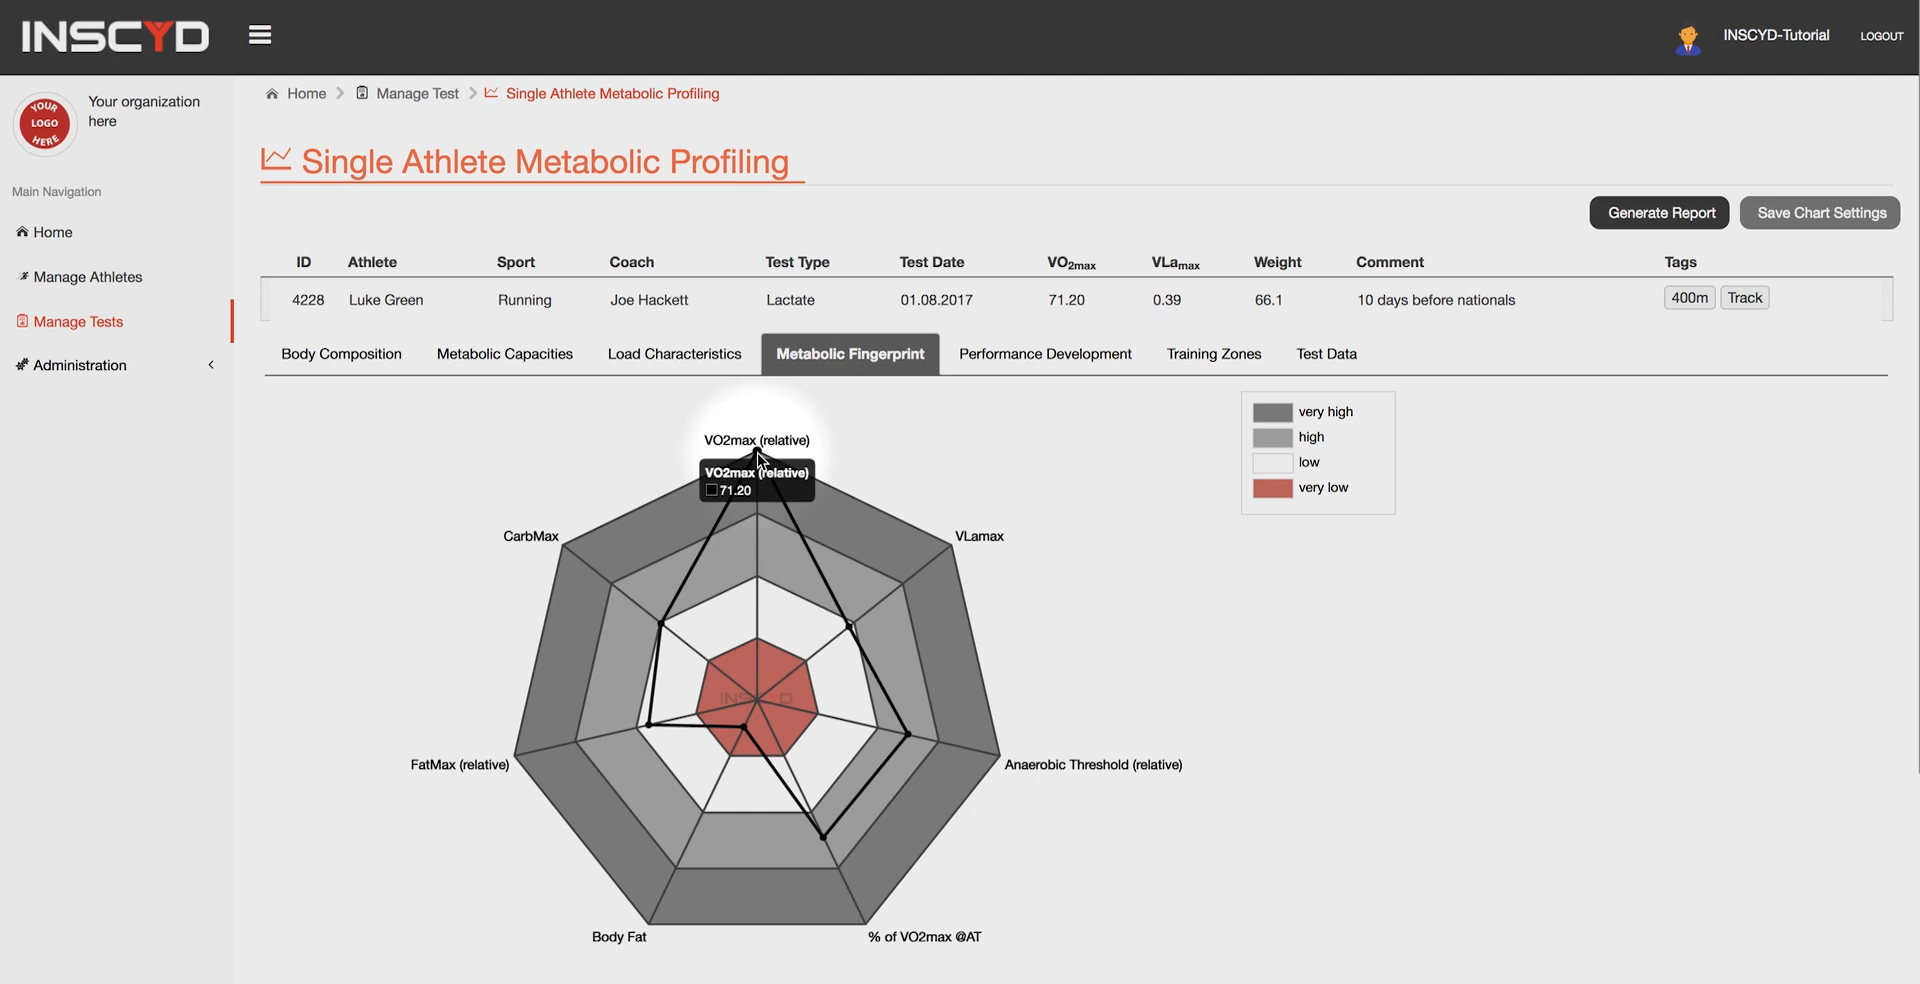 INSCYD
INSCYD-Tutorial
LOGOUT
YOUR
LOGO
HERE
Your organization
here
Main Navigation
Home
Manage Athletes
Manage Tests
Administration
Home > Manage Test > Single Athlete Metabolic Profiling
Single Athlete Metabolic Profiling
Generate Report
Save Chart Settings
ID Athlete Sport Coach Test Type Test Date VO2max VLamax Weight Comment Tags
4228 Luke Green Running Joe Hackett Lactate 01.08.2017 71.20 0.39 66.1 10 days before nationals 400m Track
Body Composition Metabolic Capacities Load Characteristics Metabolic Fingerprint Performance Development Training Zones Test Data
very high
high
low
very low
VO2max (relative)
VO2max (relative)
71.20
CarbMax
VLamax
INSCYD
FatMax (relative)
Anaerobic Threshold (relative)
Body Fat
% of VO2max @AT